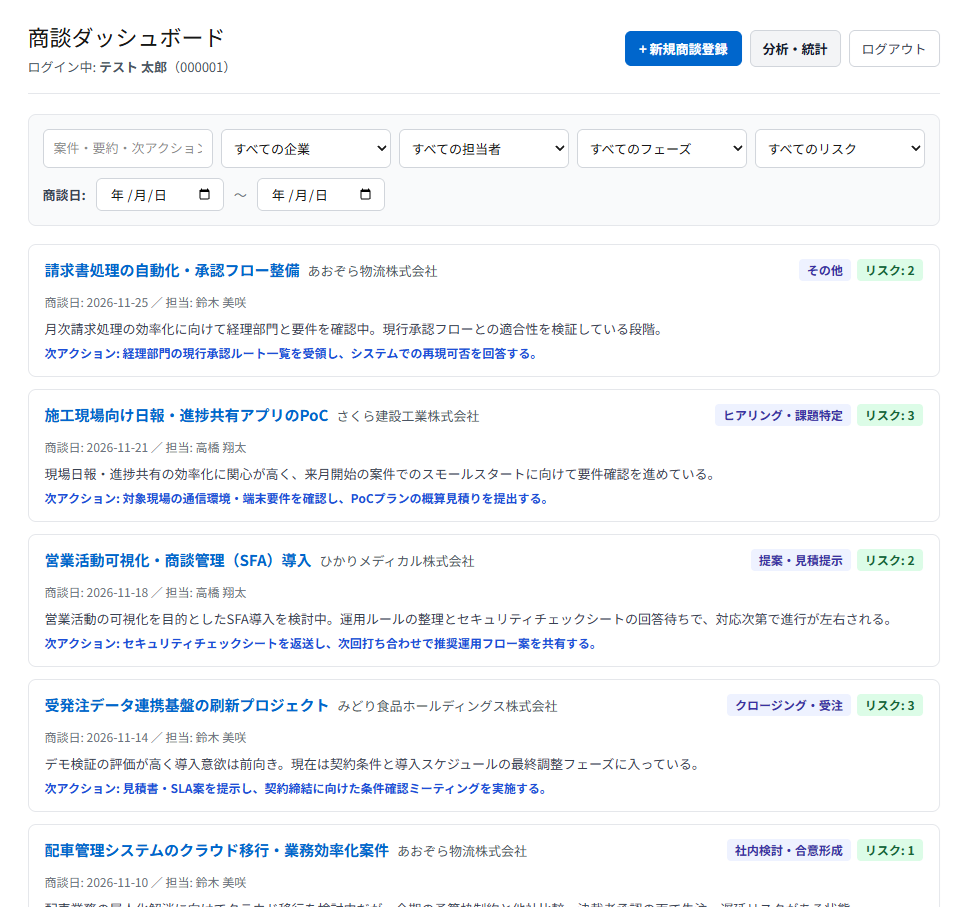 商談ダッシュボード
ログイン中: テスト 太郎（000001）
+ 新規商談登録
分析・統計
ログアウト
案件・要約・次アクション
すべての企業
すべての担当者
すべてのフェーズ
すべてのリスク
商談日: 年 /月/日 ～ 年 /月/日
請求書処理の自動化・承認フロー整備 あおぞら物流株式会社 その他 リスク: 2
商談日: 2026-11-25 ／ 担当: 鈴木 美咲
月次請求処理の効率化に向けて経理部門と要件を確認中。現行承認フローとの適合性を検証している段階。
次アクション: 経理部門の現行承認ルート一覧を受領し、システムでの再現可否を回答する。
施工現場向け日報・進捗共有アプリのPoC さくら建設工業株式会社 ヒアリング・課題特定 リスク: 3
商談日: 2026-11-21 ／ 担当: 高橋 翔太
現場日報・進捗共有の効率化に関心が高く、来月開始の案件でのスモールスタートに向けて要件確認を進めている。
次アクション: 対象現場の通信環境・端末要件を確認し、PoCプランの概算見積りを提出する。
営業活動可視化・商談管理（SFA）導入 ひかりメディカル株式会社 提案・見積提示 リスク: 2
商談日: 2026-11-18 ／ 担当: 高橋 翔太
営業活動の可視化を目的としたSFA導入を検討中。運用ルールの整理とセキュリティチェックシートの回答待ちで、対応次第で進行が左右される。
次アクション: セキュリティチェックシートを返送し、次回打ち合わせで推奨運用フロー案を共有する。
受発注データ連携基盤の刷新プロジェクト みどり食品ホールディングス株式会社 クロージング・受注 リスク: 3
商談日: 2026-11-14 ／ 担当: 鈴木 美咲
デモ検証の評価が高く導入意欲は前向き。現在は契約条件と導入スケジュールの最終調整フェーズに入っている。
次アクション: 見積書・SLA案を提示し、契約締結に向けた条件確認ミーティングを実施する。
配車管理システムのクラウド移行・業務効率化案件 あおぞら物流株式会社 社内検討・合意形成 リスク: 1
商談日: 2026-11-10 ／ 担当: 鈴木 美咲